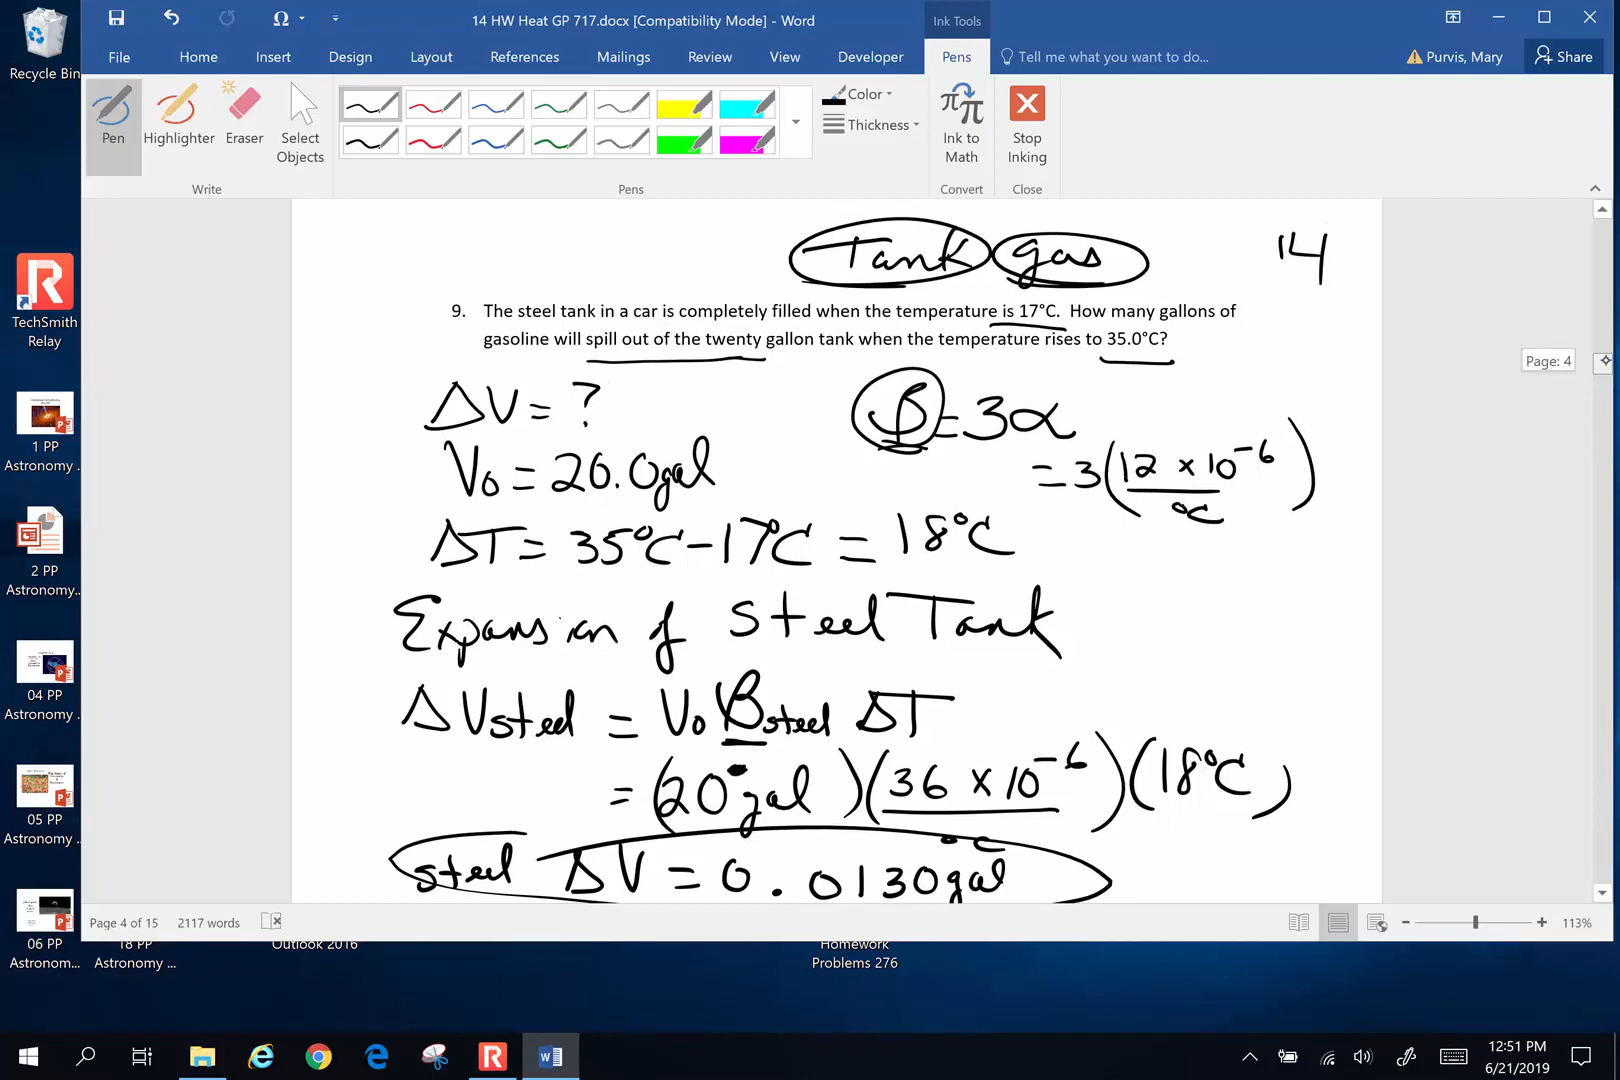 Recycle Bin
14 HW Heat GP 717.docx [Compatibility Mode] - Word
Ink Tools
File Home Insert Design Layout References Mailings Review View Developer Pens Tell me what you want to do... Purvis, Mary Share
Pen Highlighter Eraser Select Objects
Color
Thickness
Ink to Math
Stop Inking
Write Pens Convert Close
Tank gas 14
9. The steel tank in a car is completely filled when the temperature is 17°C. How many gallons of
gasoline will spill out of the twenty gallon tank when the temperature rises to 35.0°C?
Page: 4
ΔV = ? β = 3α
V₀ = 20.0gal = 3(12 × 10⁻⁶/°C)
ΔT = 35°C - 17°C = 18°C
Expansion of Steel Tank
ΔVsteel = V₀ βsteel ΔT
= (20 gal)(36 × 10⁻⁶/°C)(18°C)
steel ΔV = 0.0130gal
Page 4 of 15 2117 words 113%
TechSmith Relay
1 PP Astronomy...
2 PP Astronomy...
04 PP Astronomy...
05 PP Astronomy...
06 PP Astronom...
18 PP Astronomy ...
Outlook 2016
Homework Problems 276
12:51 PM
6/21/2019